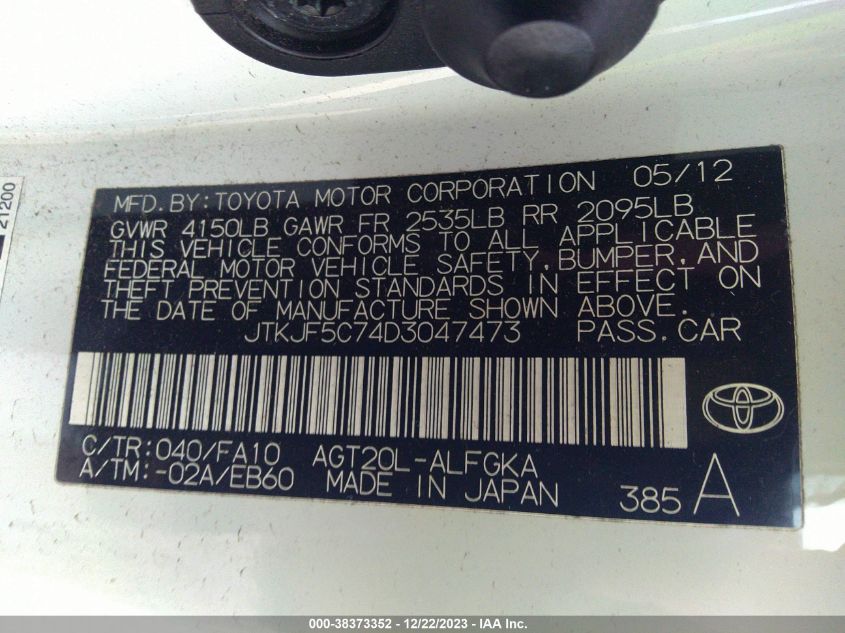 MFD. BY: TOYOTA MOTOR CORPORATION 05/12
GVWR 4150LB GAWR FR 2535LB RR 2095LB
THIS VEHICLE CONFORMS TO ALL APPLICABLE
FEDERAL MOTOR VEHICLE SAFETY, BUMPER, AND
THEFT PREVENTION STANDARDS IN EFFECT ON
THE DATE OF MANUFACTURE SHOWN ABOVE.
JTKJF5C74D3047473 PASS. CAR
C/TR: 040/FA10 AGT20L-ALFGKA
A/TM: -02A/EB60 MADE IN JAPAN 385 A
21200
000-38373352 - 12/22/2023 - IAA Inc.